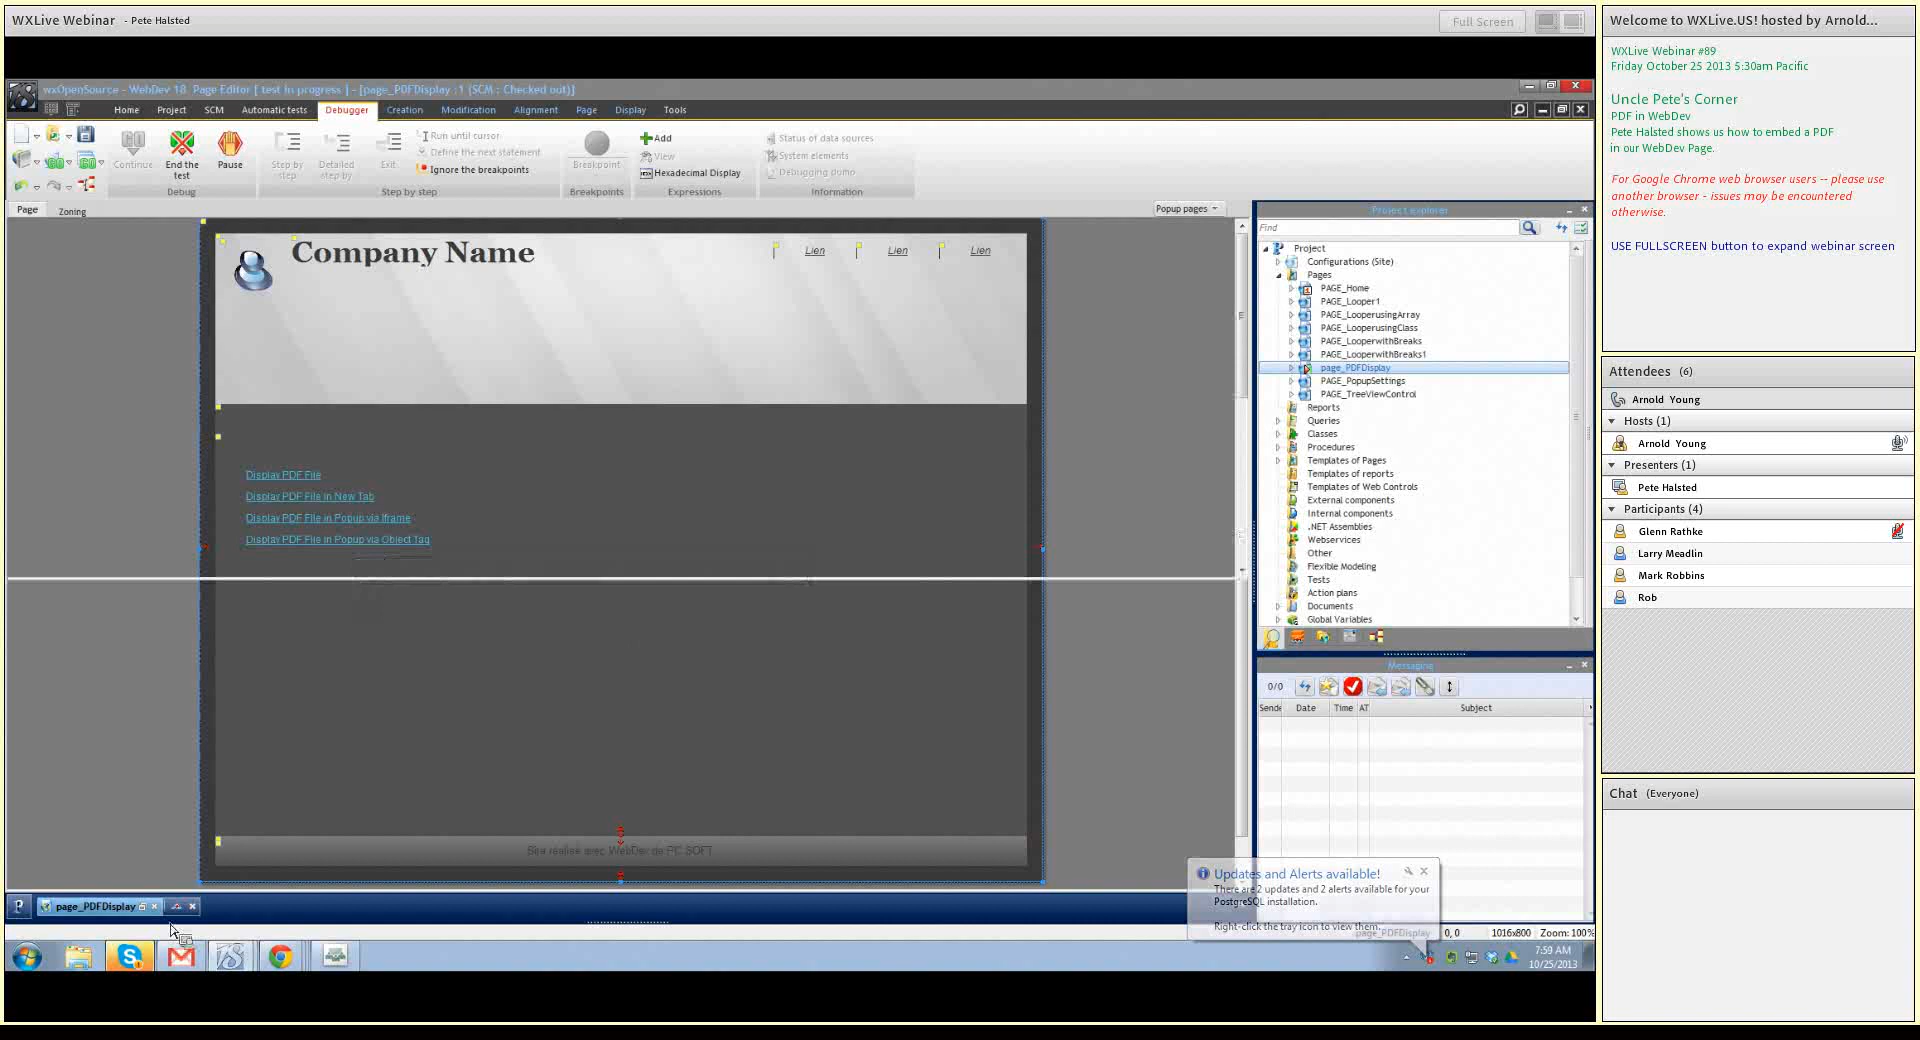 WXLive Webinar - Pete Halsted
Full Screen
wxOpenSource - WebDev 18 Page Editor [ test in progress ] - [page_PDFDisplay :1 (SCM : Checked out)]
Home Project SCM Automatic tests Debugger Creation Modification Alignment Page Display Tools
Continue
End the test
Pause
Debug
Step by step
Detailed step by
Exit
Run until cursor
Define the next statement
Ignore the breakpoints
Step by step
Breakpoint
Breakpoints
Add
View
Hexadecimal Display
Expressions
Status of data sources
System elements
Debugging dump
Information
Page Zoning
Popup pages
Company Name
Lien Lien Lien
Display PDF File
Display PDF File in New Tab
Display PDF File in Popup via Iframe
Display PDF File in Popup via Object Tag
Site réalisé avec WebDev de PC SOFT
Project explorer
Find
Project
Configurations (Site)
Pages
PAGE_Home
PAGE_Looper1
PAGE_LooperusingArray
PAGE_LooperusingClass
PAGE_LooperwithBreaks
PAGE_LooperwithBreaks1
page_PDFDisplay
PAGE_PopupSettings
PAGE_TreeViewControl
Reports
Queries
Classes
Procedures
Templates of Pages
Templates of reports
Templates of Web Controls
External components
Internal components
.NET Assemblies
Webservices
Other
Flexible Modeling
Tests
Action plans
Documents
Global Variables
Messaging
0/0
Sende Date Time AT Subject
Updates and Alerts available!
There are 2 updates and 2 alerts available for your
PostgreSQL installation.
Right-click the tray icon to view them.
page_PDFDisplay
page_PDFDisplay 0, 0 1016x800 Zoom: 100%
7:59 AM
10/25/2013
Welcome to WXLive.US! hosted by Arnold...
WXLive Webinar #89
Friday October 25 2013 5:30am Pacific
Uncle Pete's Corner
PDF in WebDev
Pete Halsted shows us how to embed a PDF
in our WebDev Page.
For Google Chrome web browser users -- please use
another browser - issues may be encountered
otherwise.
USE FULLSCREEN button to expand webinar screen
Attendees (6)
Arnold Young
Hosts (1)
Arnold Young
Presenters (1)
Pete Halsted
Participants (4)
Glenn Rathke
Larry Meadlin
Mark Robbins
Rob
Chat (Everyone)